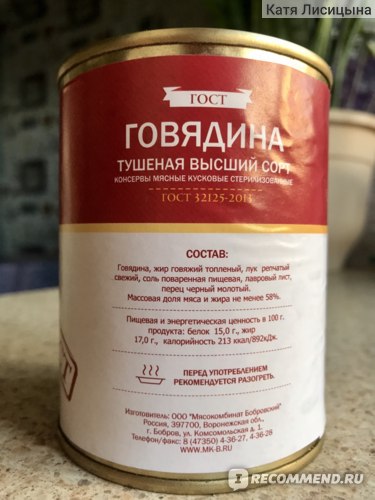 Катя Лисицына
ГОСТ
ГОВЯДИНА
ТУШЕНАЯ ВЫСШИЙ СОРТ
КОНСЕРВЫ МЯСНЫЕ КУСКОВЫЕ СТЕРИЛИЗОВАННЫЕ
ГОСТ 32125-2013
СОСТАВ:
Говядина, жир говяжий топленый, лук репчатый
свежий, соль поваренная пищевая, лавровый лист,
перец черный молотый.
Массовая доля мяса и жира не менее 58%.
Пищевая и энергетическая ценность в 100 г.
продукта: белок 15,0 г., жир
17,0 г., калорийность 213 ккал/892кДж.
ПЕРЕД УПОТРЕБЛЕНИЕМ
РЕКОМЕНДУЕТСЯ РАЗОГРЕТЬ.
Изготовитель: ООО "Мясокомбинат Бобровский"
Россия, 397700, Воронежская обл.,
г. Бобров, ул. Комсомольская д. 1.
Телефон/факс: 8 (47350) 4-36-27, 4-36-28
WWW.MK-B.RU
RECOMMEND.RU